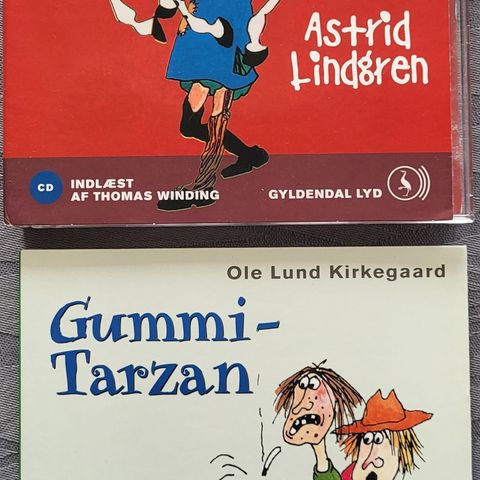 Astrid
Lindgren
CD
INDLÆST
AF THOMAS WINDING
GYLDENDAL LYD
Ole Lund Kirkegaard
Gummi-
Tarzan